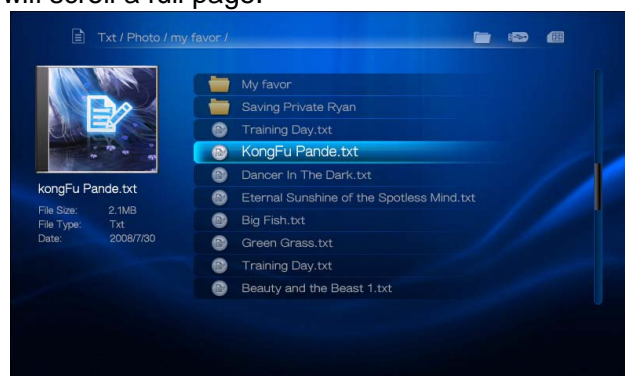 will scroll a full page.
Txt / Photo / my favor /
My favor
Saving Private Ryan
Training Day.txt
KongFu Pande.txt
Dancer In The Dark.txt
Eternal Sunshine of the Spotless Mind.txt
Big Fish.txt
Green Grass.txt
Training Day.txt
Beauty and the Beast 1.txt
kongFu Pande.txt
File Size: 2.1MB
File Type: Txt
Date: 2008/7/30